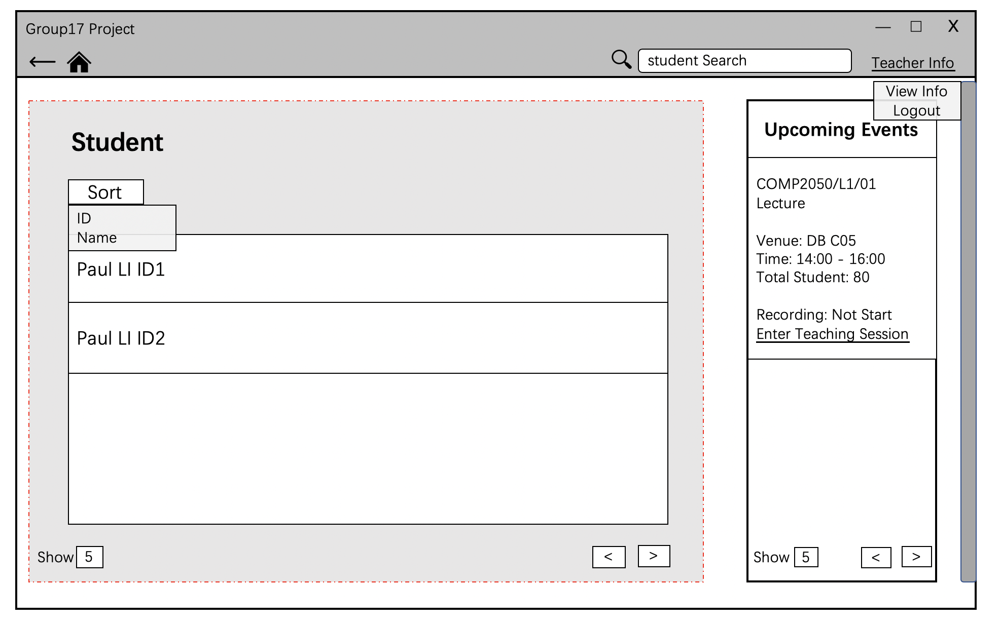 Group17 Project
— □ X
student Search
Teacher Info
View Info
Logout
Student
Sort
ID
Name
Paul LI ID1
Paul LI ID2
Show 5
< >
Upcoming Events
COMP2050/L1/01
Lecture
Venue: DB C05
Time: 14:00 - 16:00
Total Student: 80
Recording: Not Start
Enter Teaching Session
Show 5
< >